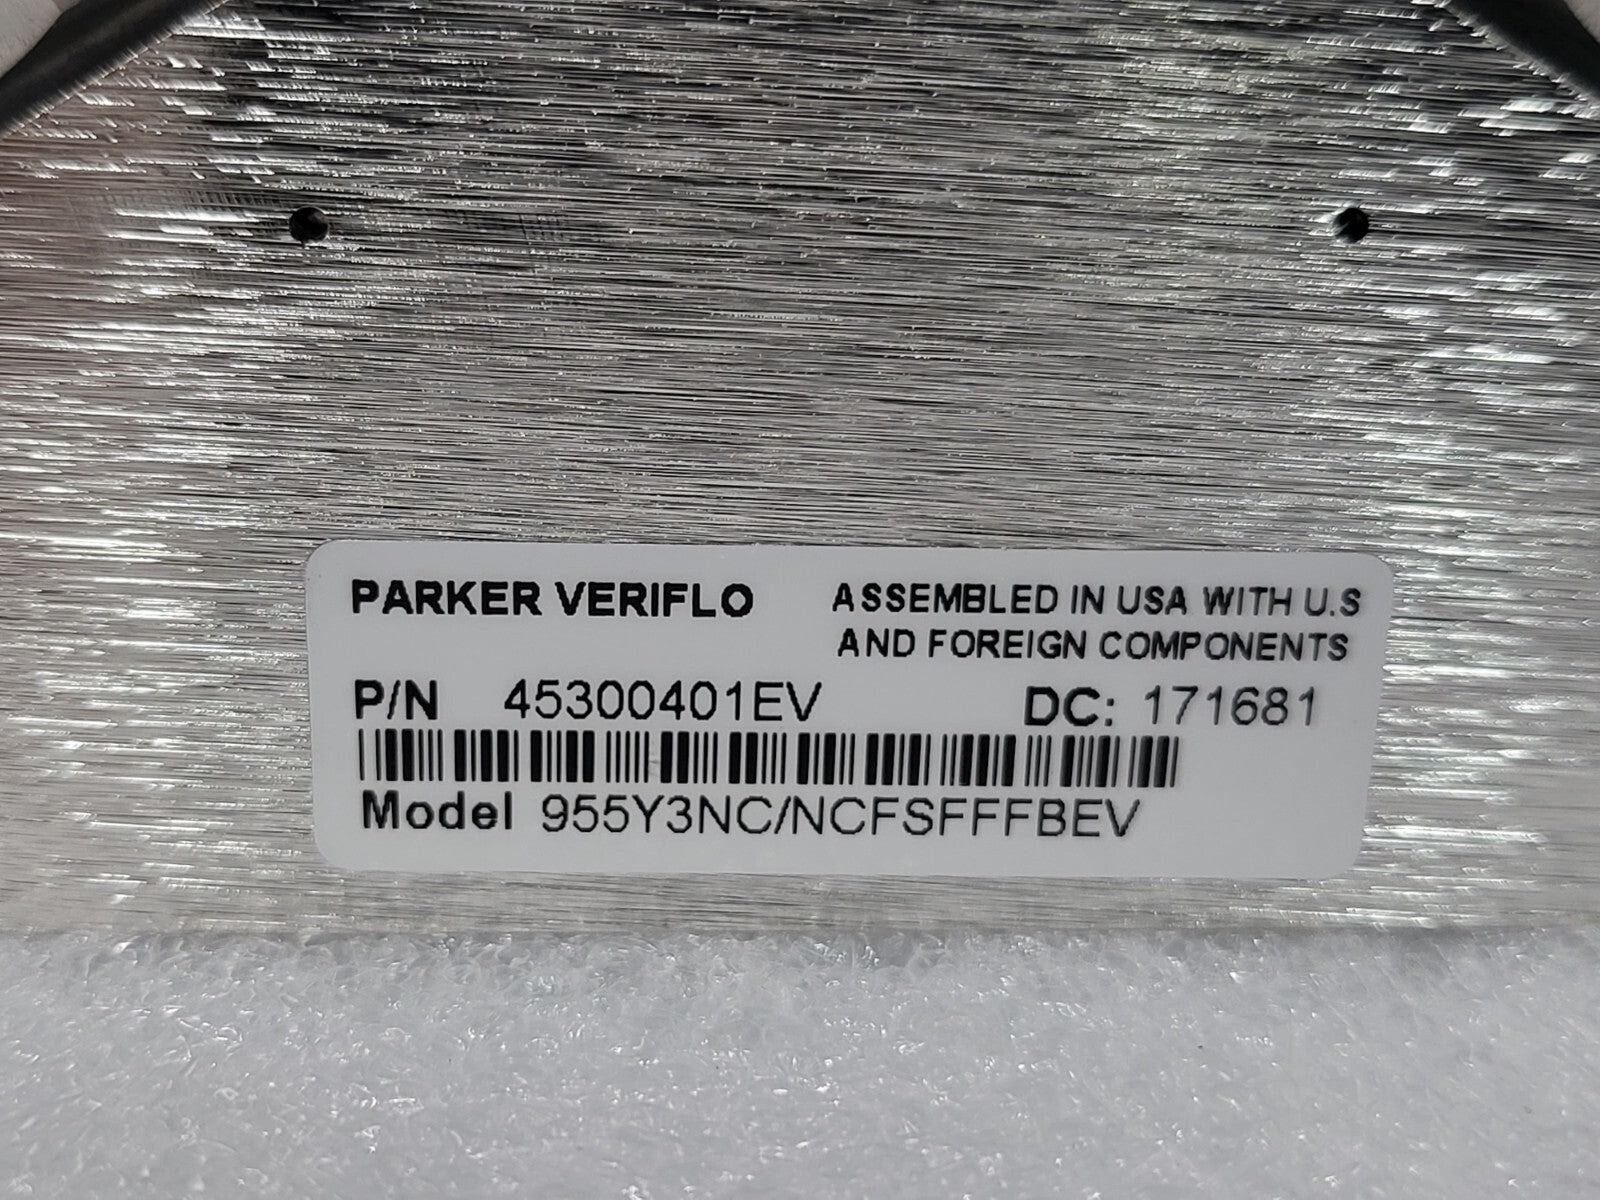 PARKER VERIFLO
ASSEMBLED IN USA WITH U.S
AND FOREIGN COMPONENTS
P/N 45300401EV DC: 171681
Model 955Y3NC/NCFSFFFBEV